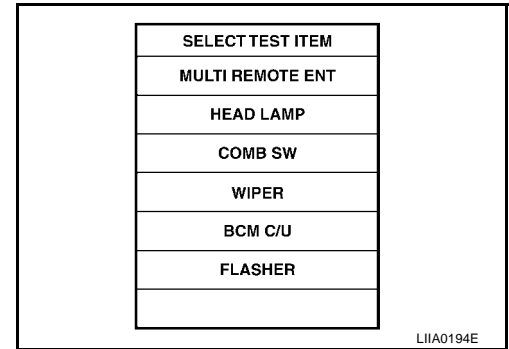 SELECT TEST ITEM
MULTI REMOTE ENT
HEAD LAMP
COMB SW
WIPER
BCM C/U
FLASHER
LIIA0194E